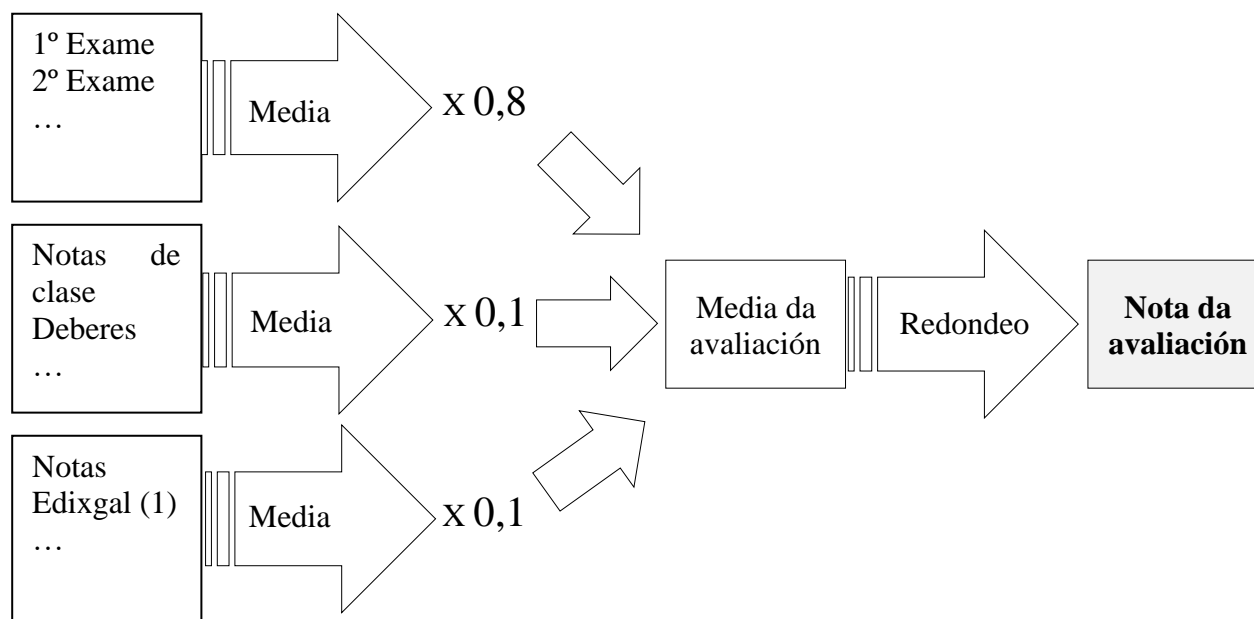 1º Exame
2º Exame
…
Media
X 0,8
Notas de
clase
Deberes
…
Media
X 0,1
Notas
Edixgal (1)
…
Media
X 0,1
Media da
avaliación
Redondeo
Nota da
avaliación